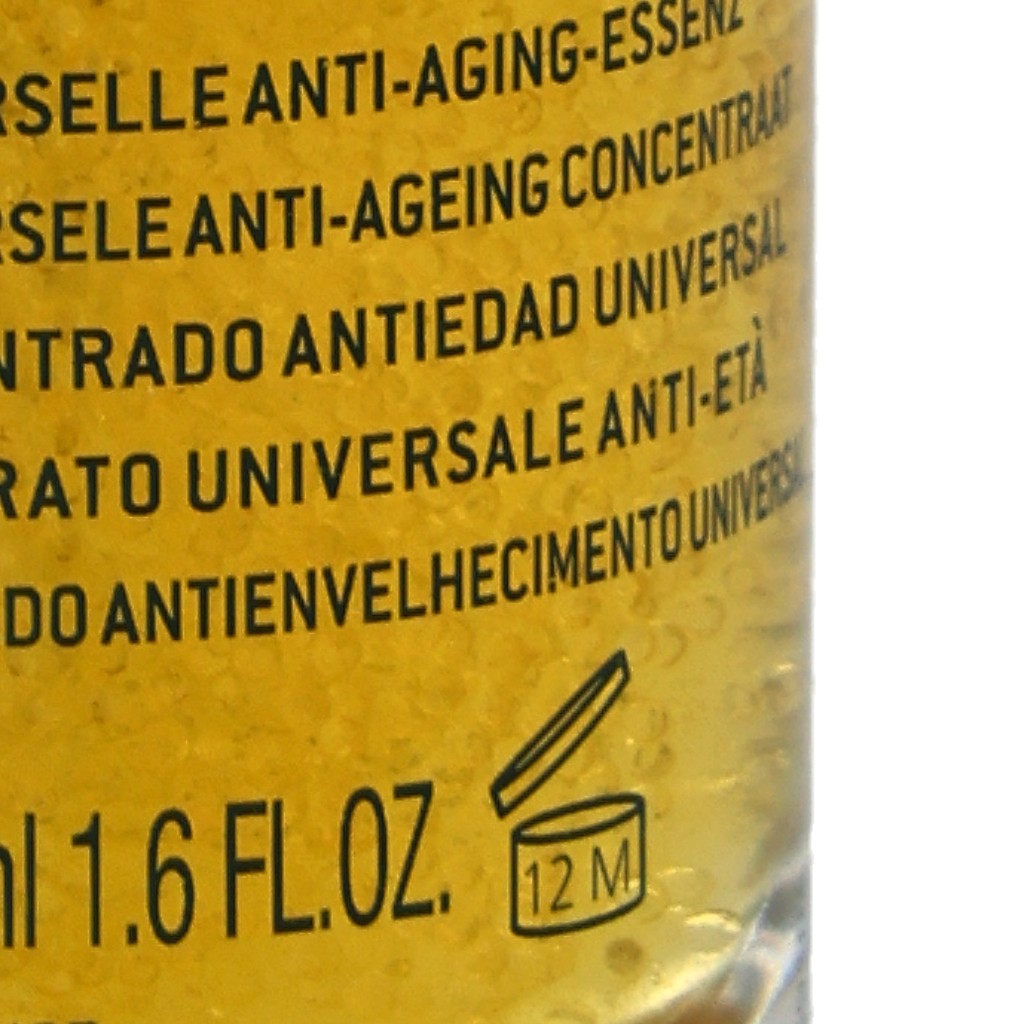 RSELLE ANTI-AGING-ESSENZ
RSELE ANTI-AGEING CONCENTRAAT
NTRADO ANTIEDAD UNIVERSAL
RATO UNIVERSALE ANTI-ETÀ
DO ANTIENVELHECIMENTO UNIVERSAL
ml 1.6 FL.OZ.
12 M